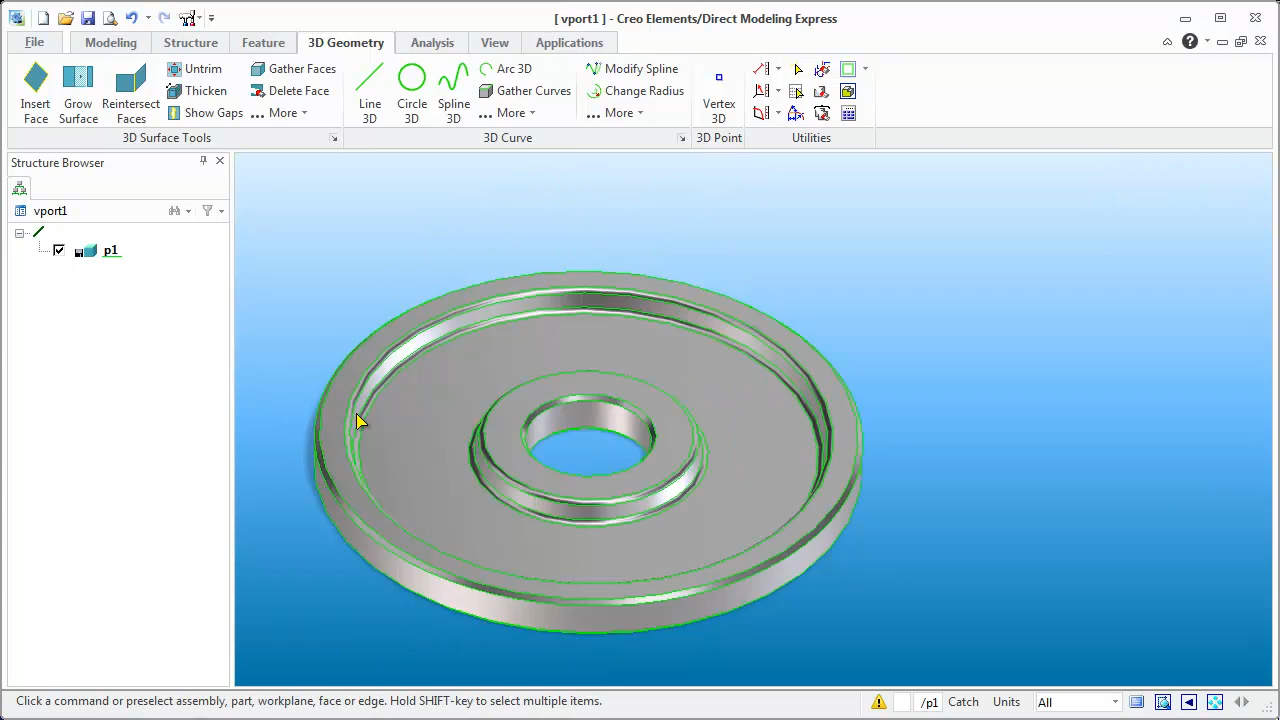 [ vport1 ] - Creo Elements/Direct Modeling Express
File Modeling Structure Feature 3D Geometry Analysis View Applications
Insert Face
Grow Surface
Reintersect Faces
Untrim
Thicken
Show Gaps
Gather Faces
Delete Face
... More
3D Surface Tools
Line 3D
Circle 3D
Spline 3D
Arc 3D
Gather Curves
... More
Modify Spline
Change Radius
... More
3D Curve
Vertex 3D
3D Point
Utilities
Structure Browser
vport1
p1
Click a command or preselect assembly, part, workplane, face or edge. Hold SHIFT-key to select multiple items.
/p1 Catch Units All